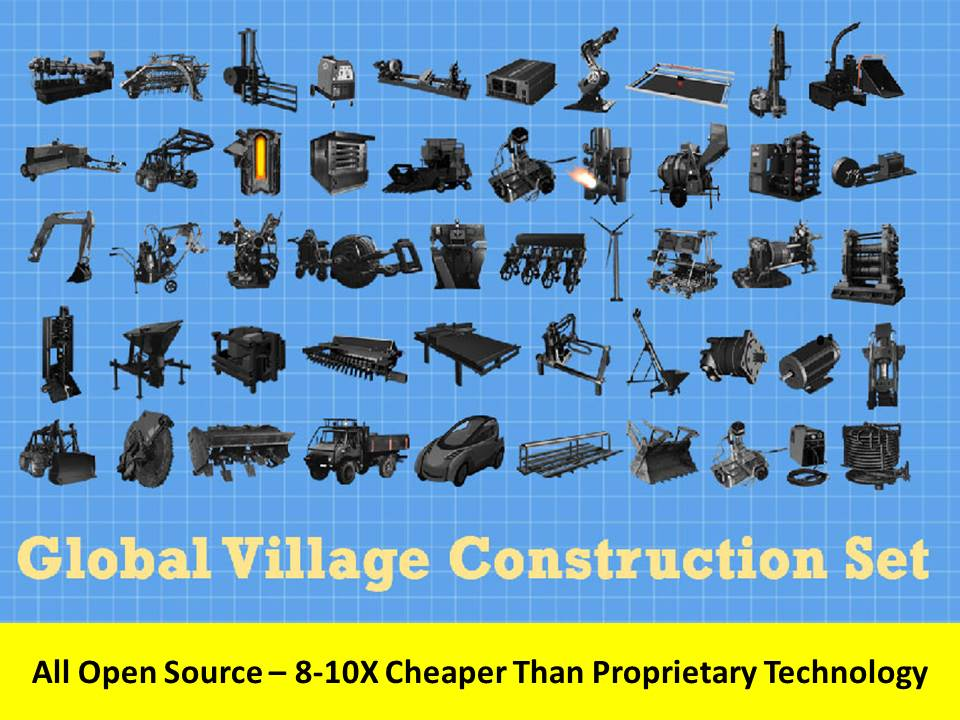 Global Village Construction Set
All Open Source – 8-10X Cheaper Than Proprietary Technology